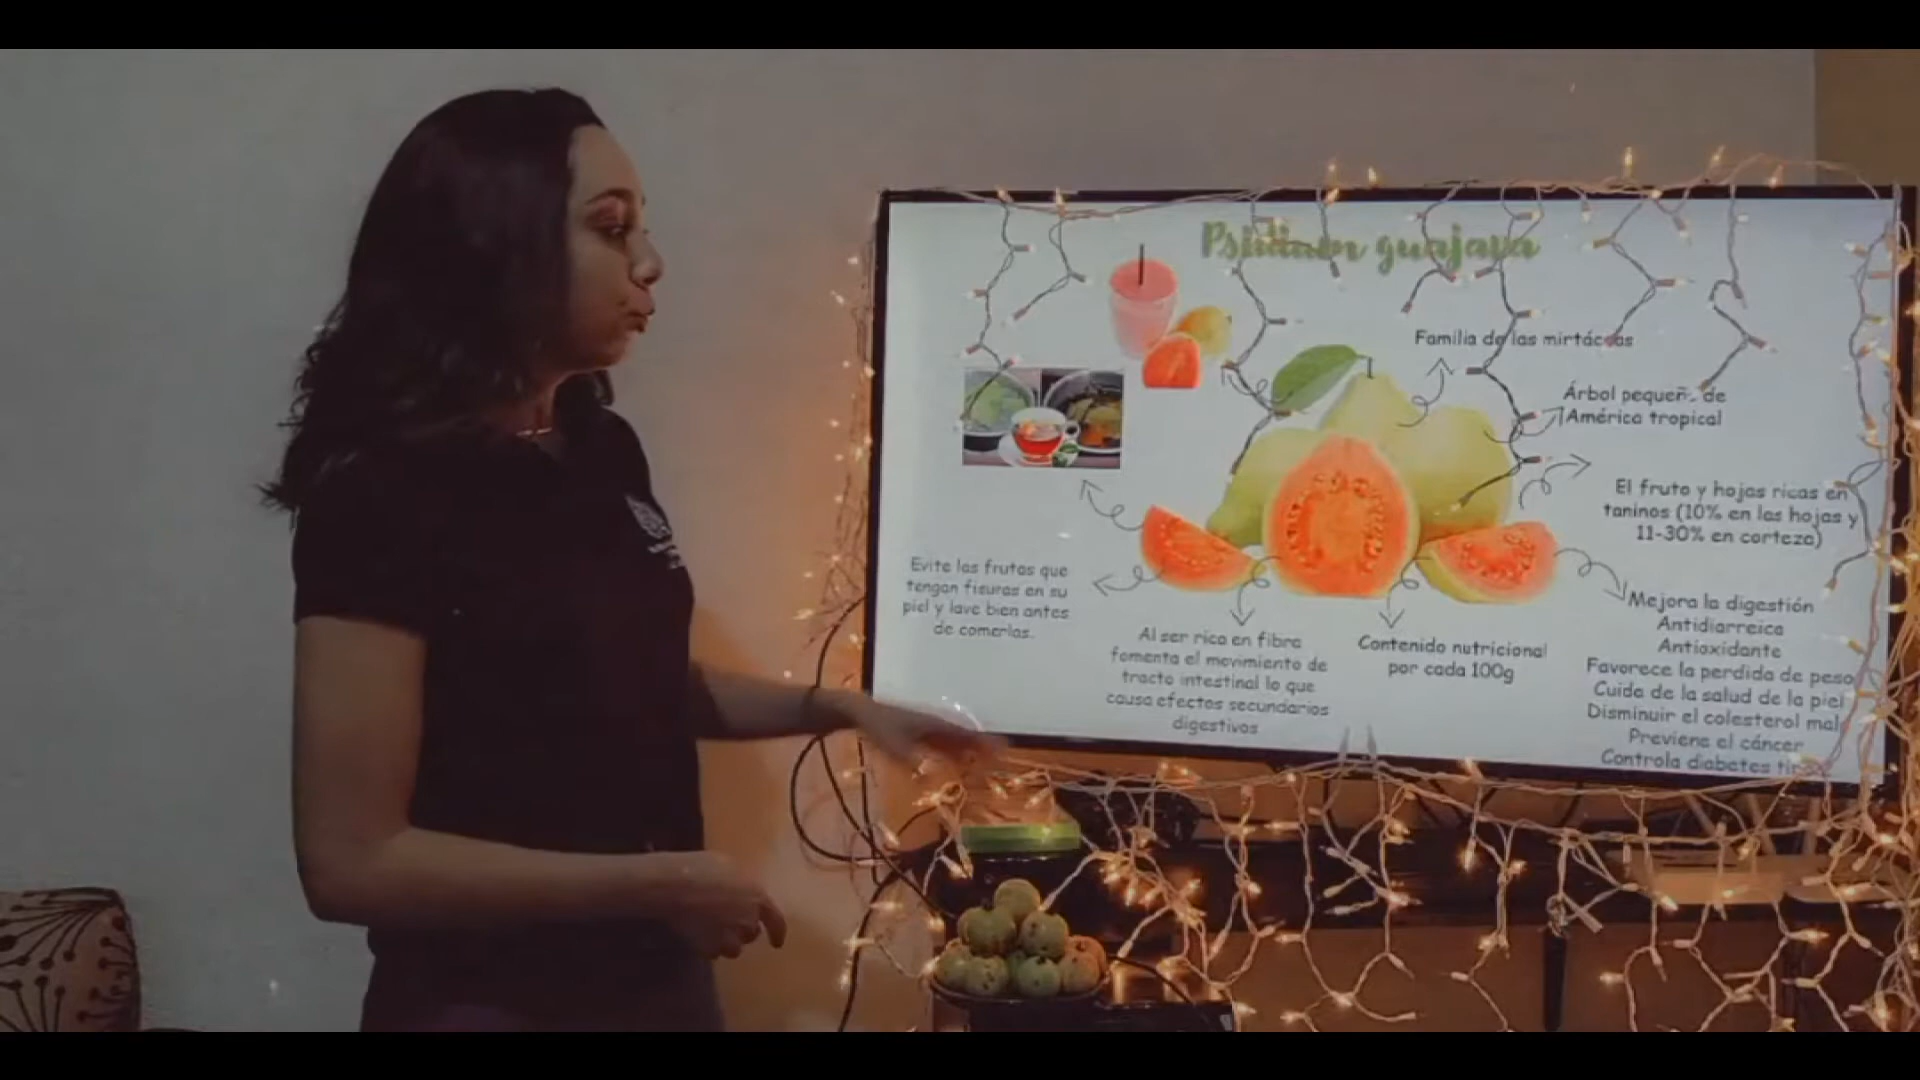 Psidium guajava
Familia de las mirtáceas
Árbol pequeño de
América tropical
El fruto y hojas ricas en
taninos (10% en las hojas y
11-30% en corteza)
Mejora la digestión
Antidiarreica
Antioxidante
Favorece la perdida de peso
Cuida de la salud de la piel
Disminuir el colesterol mal
Previene el cáncer
Controla diabetes tipo
Contenido nutricional
por cada 100g
Al ser rica en fibra
fomenta el movimiento de
tracto intestinal lo que
causa efectos secundarios
digestivos
Evite las frutas que
tengan fisuras en su
piel y lave bien antes
de comerlas.